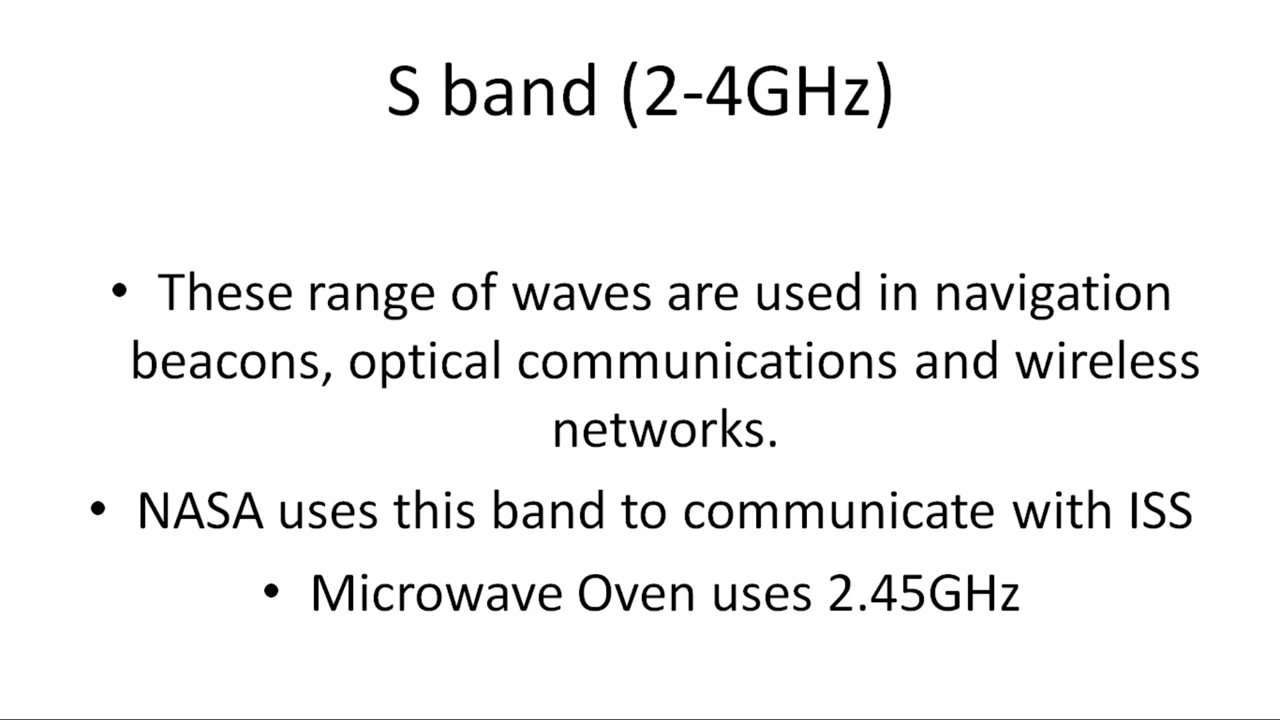 S band (2-4GHz)
• These range of waves are used in navigation
beacons, optical communications and wireless
networks.
• NASA uses this band to communicate with ISS
• Microwave Oven uses 2.45GHz